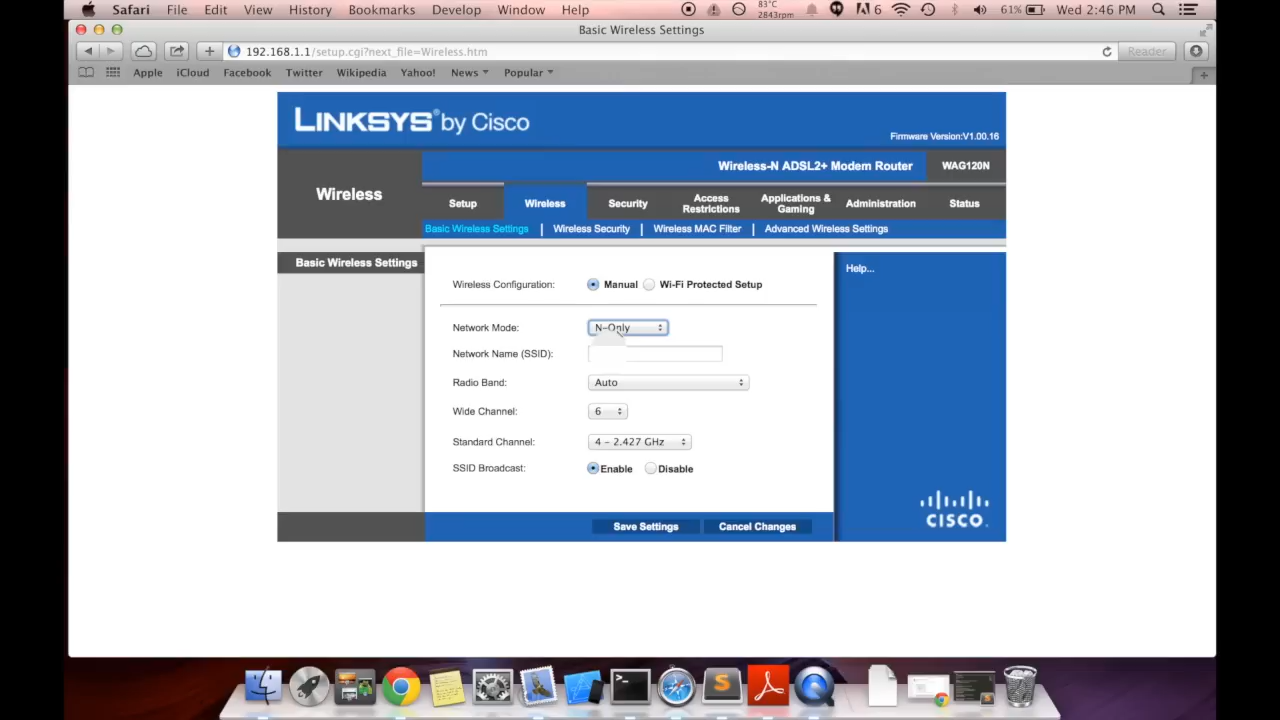 Safari File Edit View History Bookmarks Develop Window Help 83°C 2843rpm 6 61% Wed 2:46 PM
Basic Wireless Settings
192.168.1.1/setup.cgi?next_file=Wireless.htm Reader
Apple iCloud Facebook Twitter Wikipedia Yahoo! News Popular
LINKSYS® by Cisco
Firmware Version:V1.00.16
Wireless-N ADSL2+ Modem Router WAG120N
Wireless
Setup Wireless Security Access Restrictions Applications & Gaming Administration Status
Basic Wireless Settings | Wireless Security | Wireless MAC Filter | Advanced Wireless Settings
Basic Wireless Settings
Help...
Wireless Configuration: Manual Wi-Fi Protected Setup
Network Mode: N-Only
Network Name (SSID):
Radio Band: Auto
Wide Channel: 6
Standard Channel: 4 - 2.427 GHz
SSID Broadcast: Enable Disable
CISCO.
Save Settings Cancel Changes